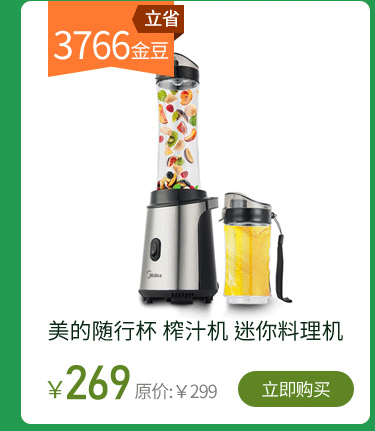 立省
3766金豆
Midea
美的随行杯 榨汁机 迷你料理机
¥269 原价:¥299
立即购买